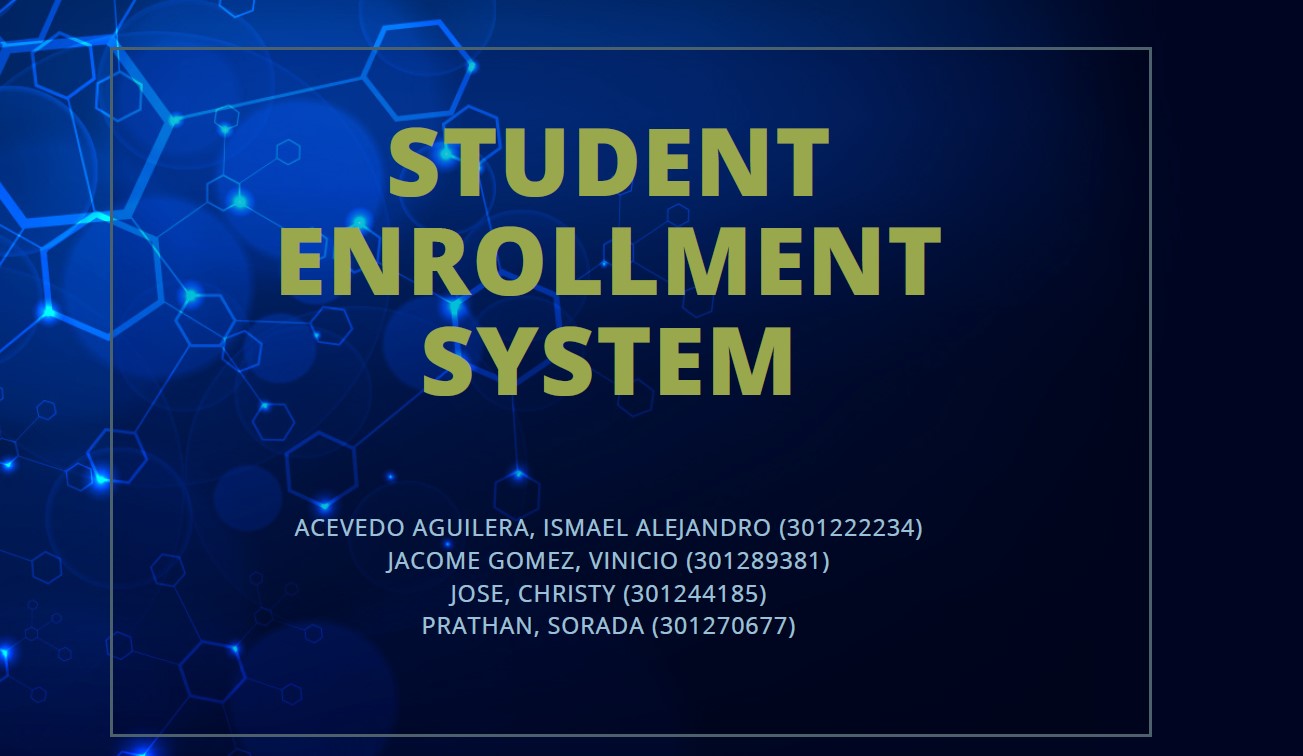 STUDENT
ENROLLMENT
SYSTEM
ACEVEDO AGUILERA, ISMAEL ALEJANDRO (301222234)
JACOME GOMEZ, VINICIO (301289381)
JOSE, CHRISTY (301244185)
PRATHAN, SORADA (301270677)